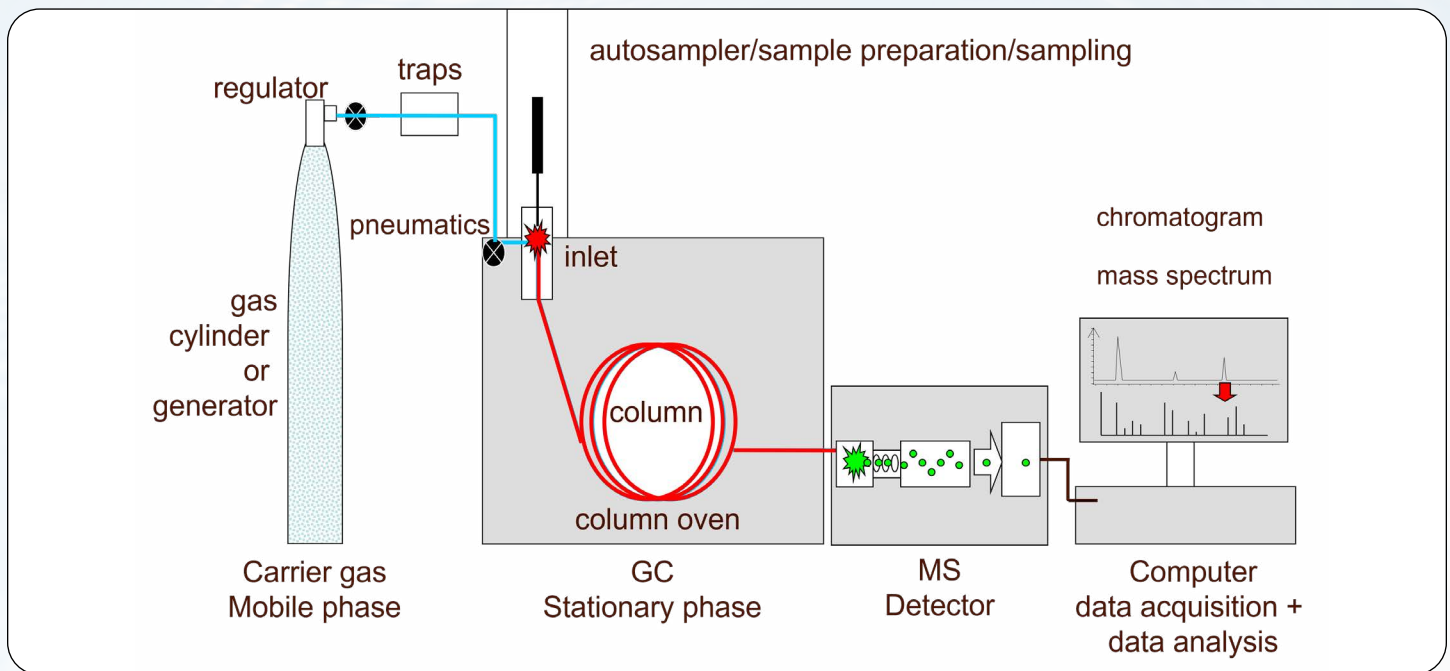 autosampler/sample preparation/sampling
traps
regulator
pneumatics
inlet
gas
cylinder
or
generator
column
column oven
chromatogram
mass spectrum
Carrier gas
Mobile phase
GC
Stationary phase
MS
Detector
Computer
data acquisition +
data analysis